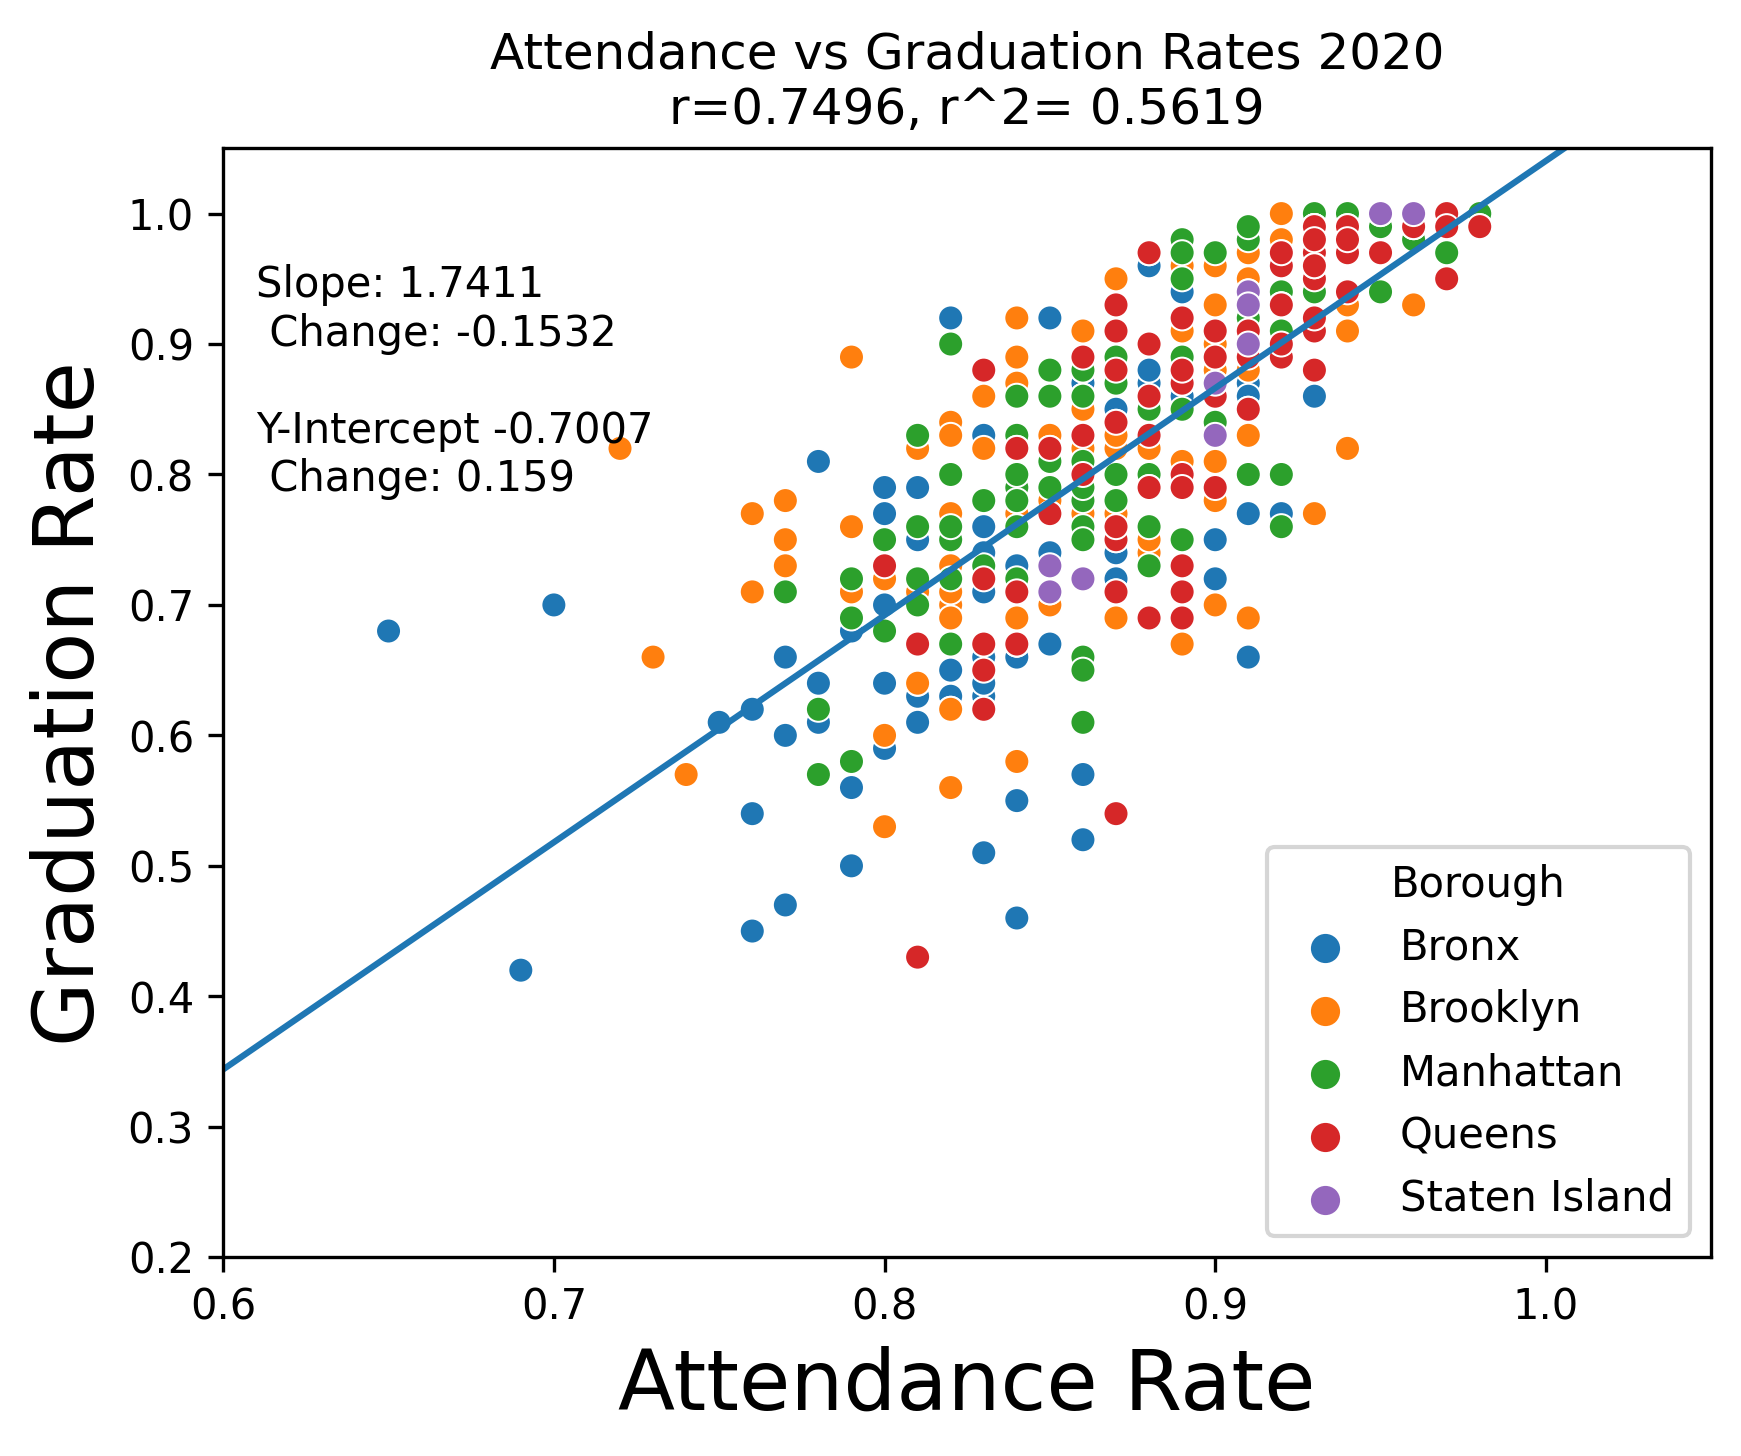 Attendance vs Graduation Rates 2020
r=0.7496, r^2= 0.5619
Slope: 1.7411
Change: -0.1532
Y-Intercept -0.7007
Change: 0.159
Graduation Rate
1.0
0.9
0.8
0.7
0.6
0.5
0.4
0.3
0.2
0.6 0.7 0.8 0.9 1.0
Attendance Rate
Borough
Bronx
Brooklyn
Manhattan
Queens
Staten Island